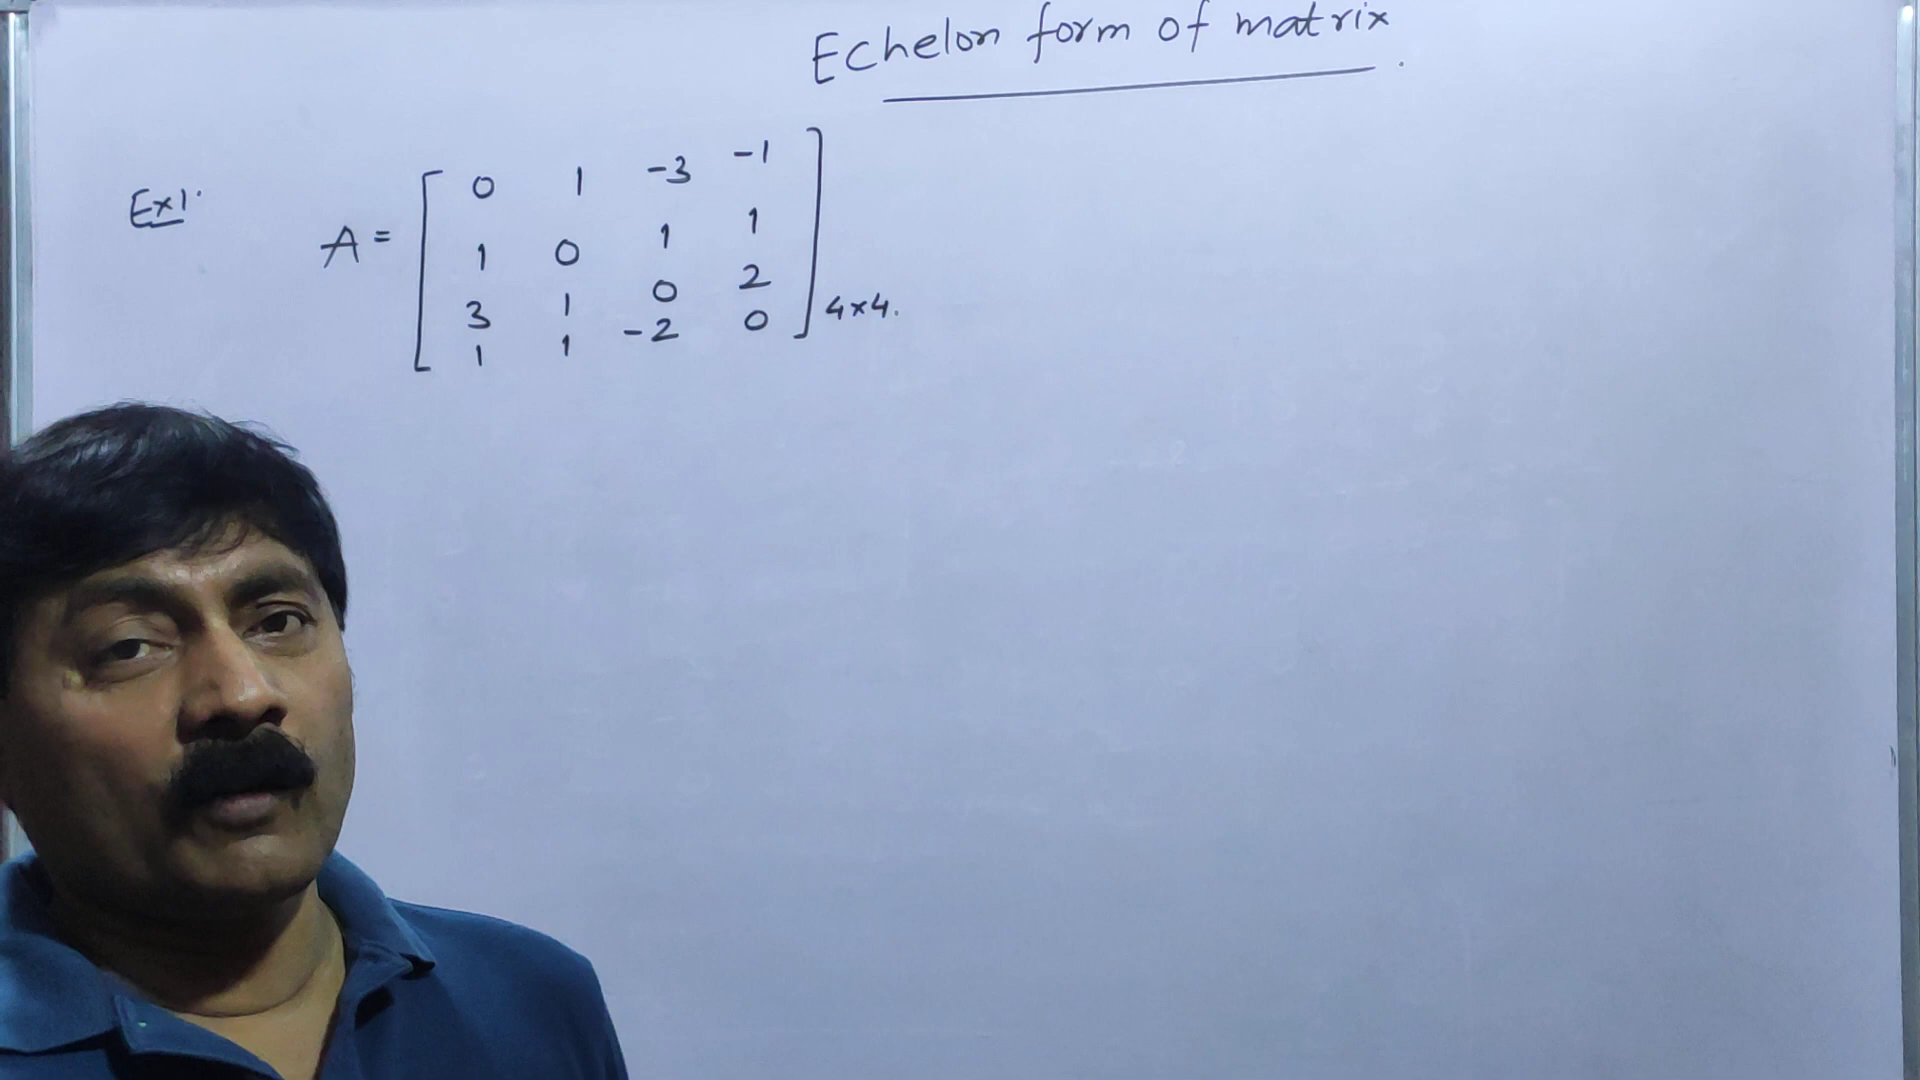 Echelon form of matrix.
Ex1.
A = [ 0 1 -3 -1
1 0 1 1
3 1 0 2
1 1 -2 0 ] 4×4.